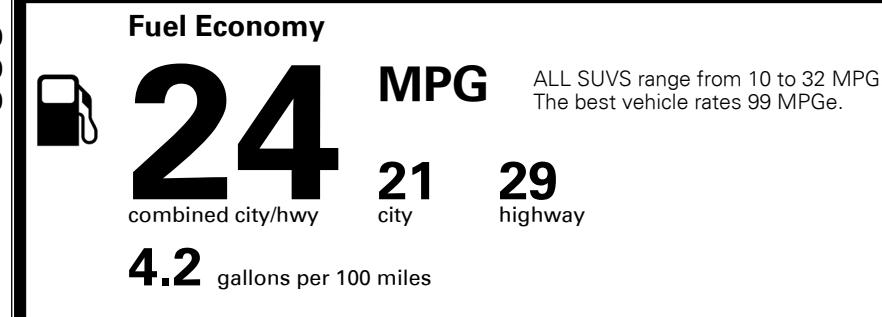 Fuel Economy
24
MPG
ALL SUVS range from 10 to 32 MPG
The best vehicle rates 99 MPGe.
21
29
combined city/hwy
city
highway
4.2 gallons per 100 miles